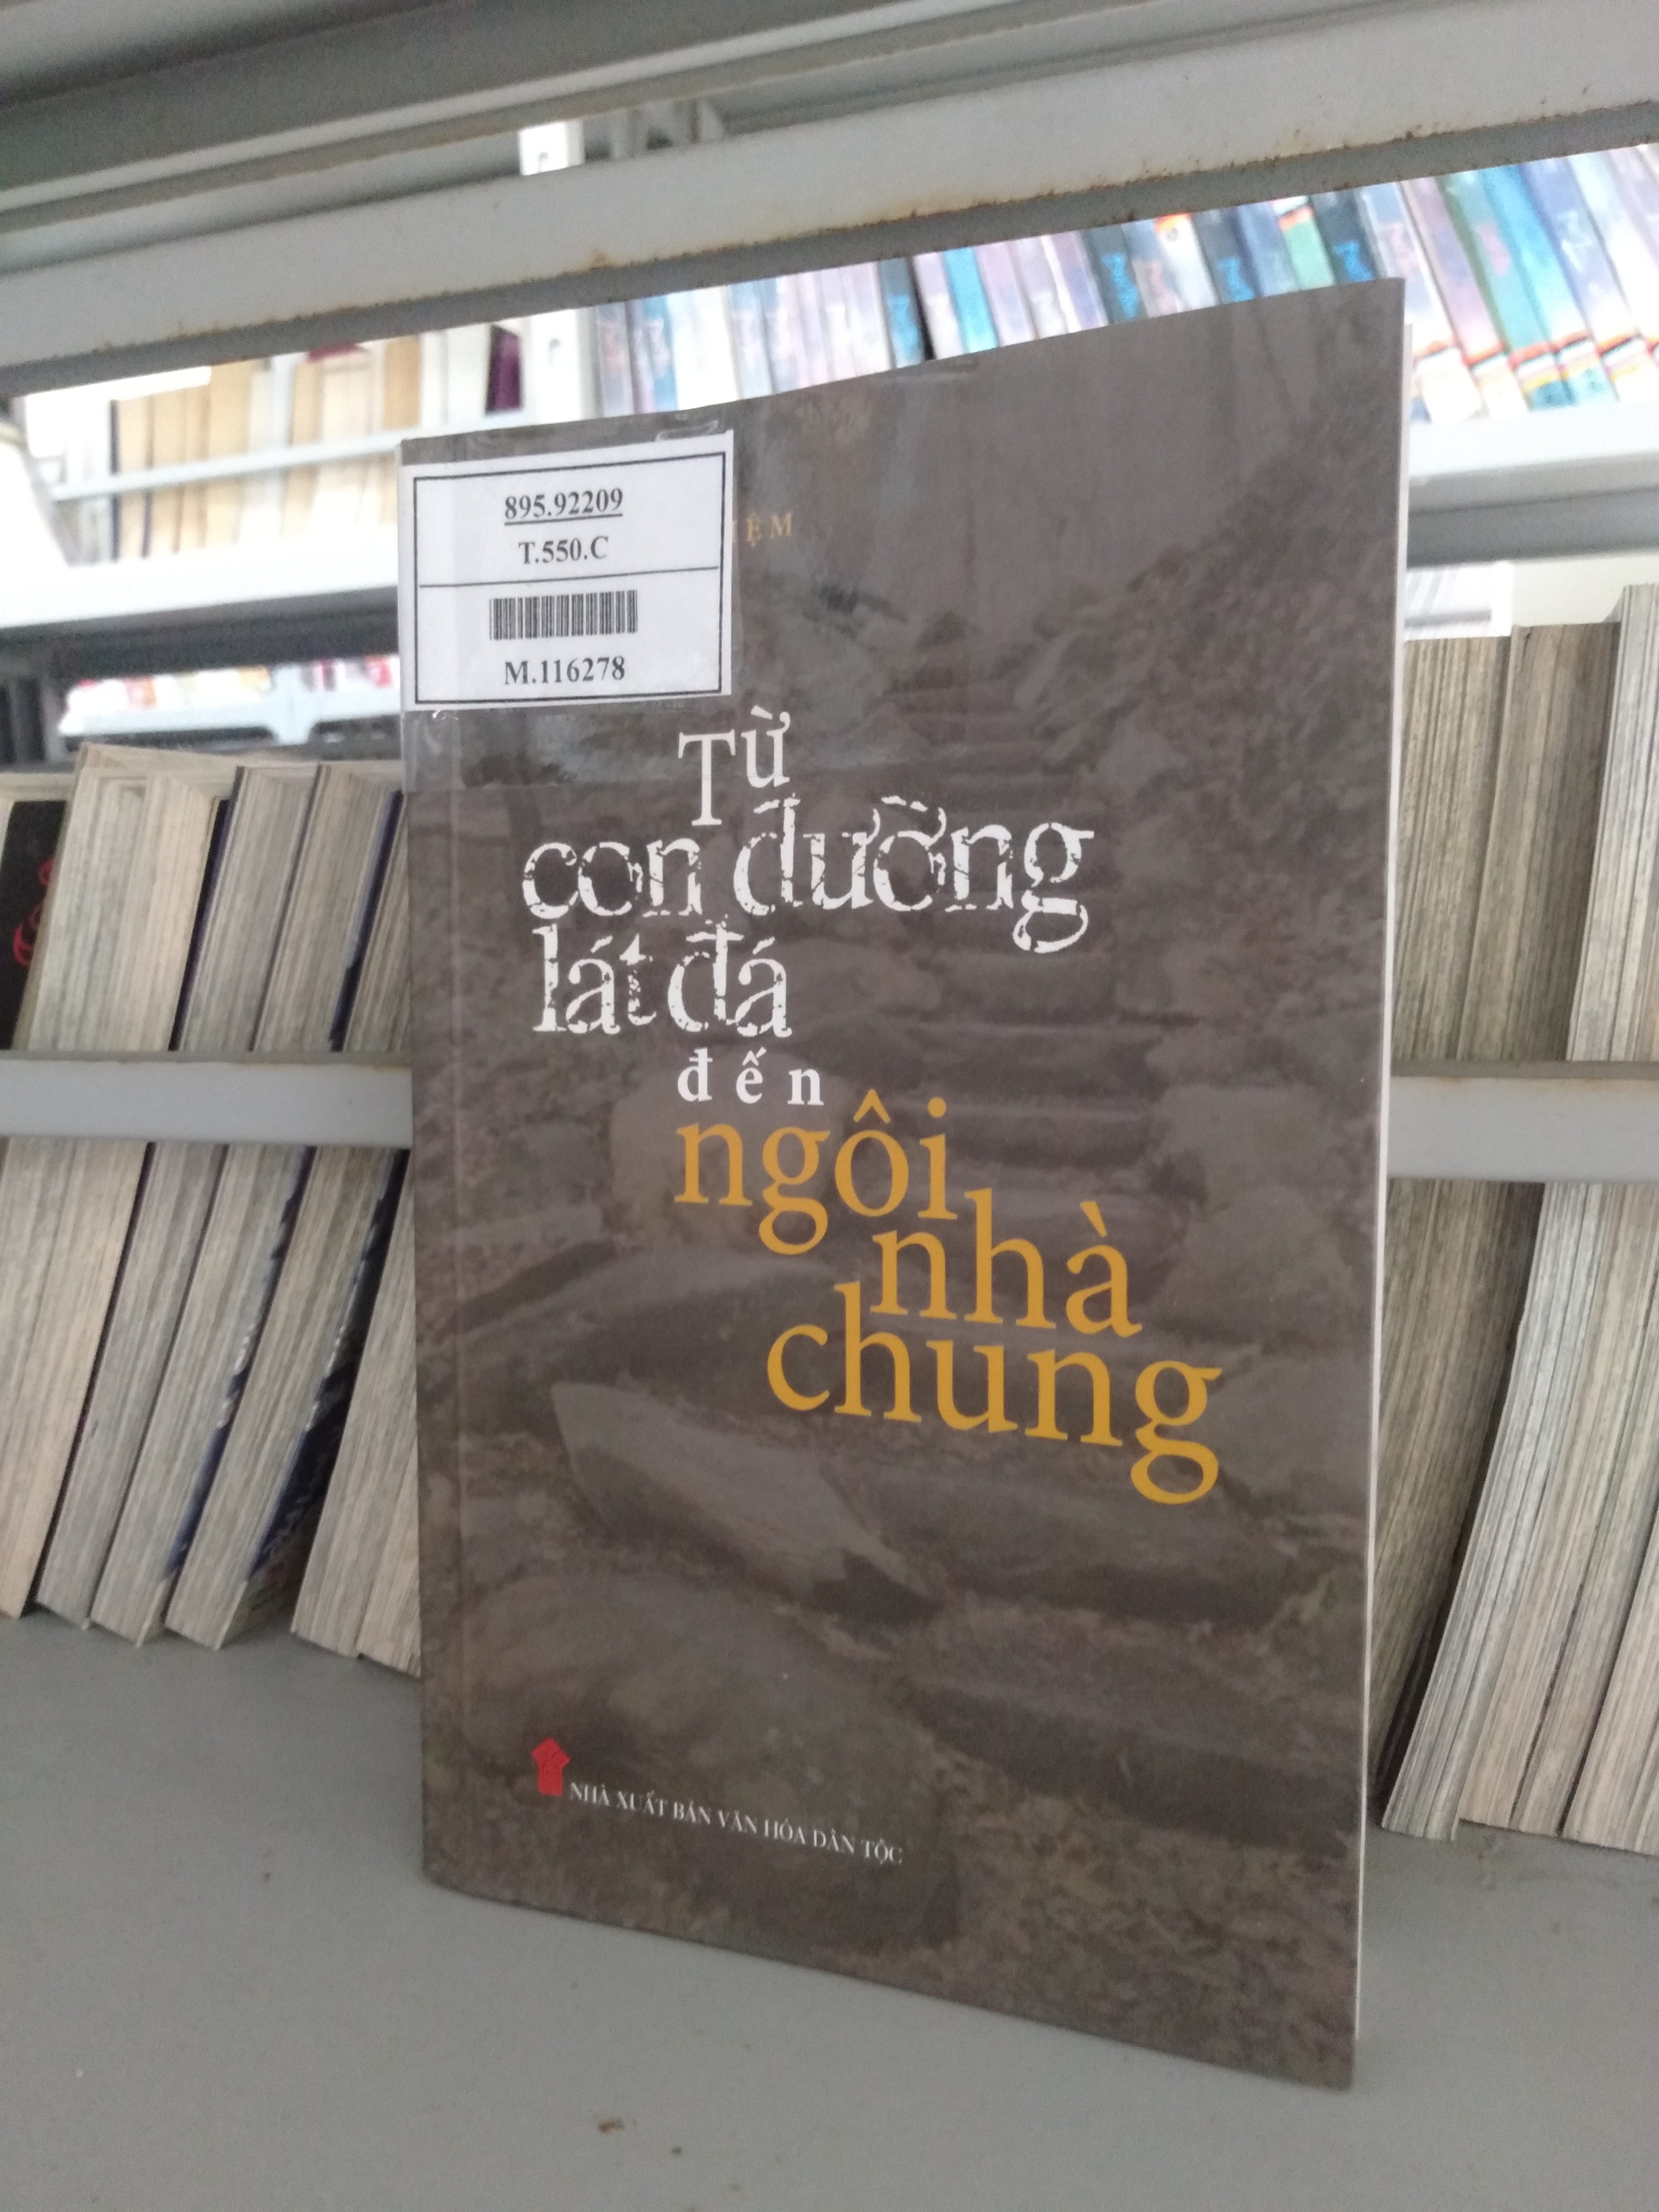 895.92209
T.550.C
M.116278
Từ
con đường
lát đá
đến
ngôi
nhà
chung
NHÀ XUẤT BẢN VĂN HÓA DÂN TỘC